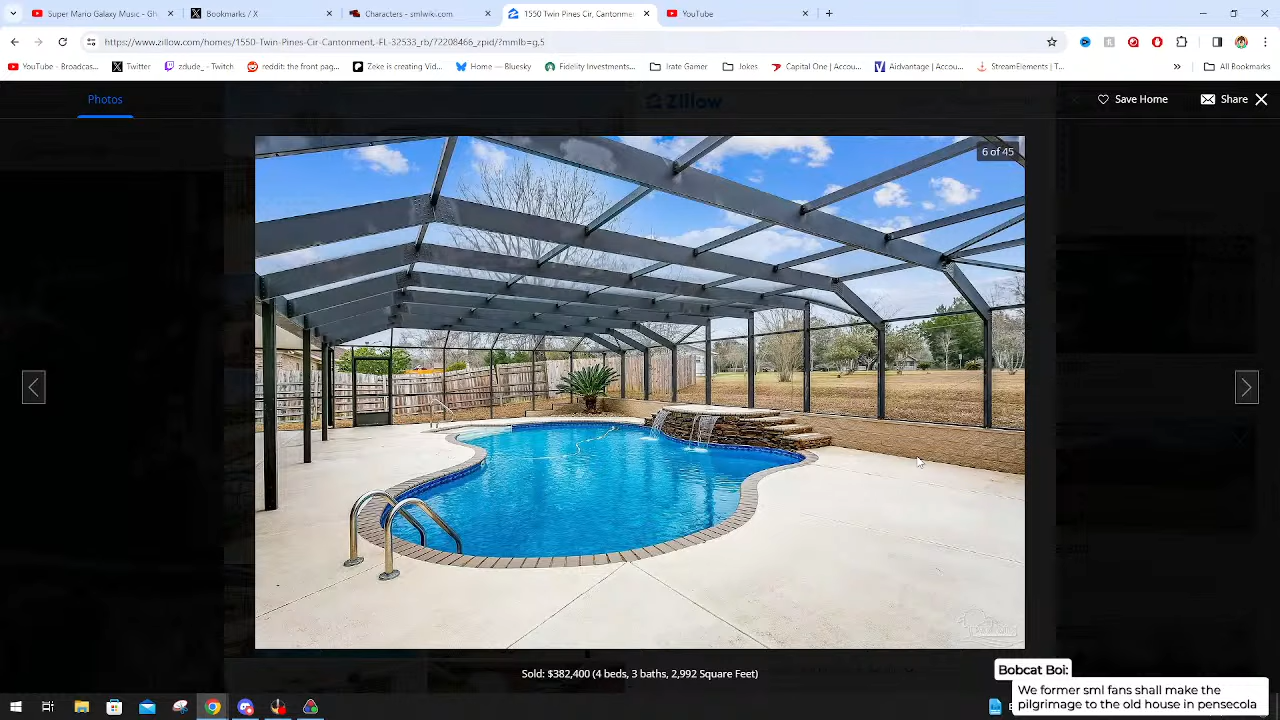 Super Mario Galaxy Music - Gl
Bookmarks / X
Characters - smlwiki.com
1550 Twin Pines Cir, Cantonmen
YouTube
https://www.zillow.com/homes/1550-Twin-Pines-Cir-Cantonment,-FL-32533_rb/72208466_zpid/?mmlb=g,5
YouTube - Broadcas...
Twitter
zdude_ - Twitch
reddit: the front pag...
Zeke is creating Vid...
Home — Bluesky
Fidelity Investments...
Irate Gamer
Jokes
Capital One | Accou...
Aidvantage | Accou...
StreamElements | T...
All Bookmarks
Photos
Zillow
Save Home
Share
6 of 45
Sold: $382,400 (4 beds, 3 baths, 2,992 Square Feet)
Bobcat Boi:
We former sml fans shall make the
pilgrimage to the old house in pensecola